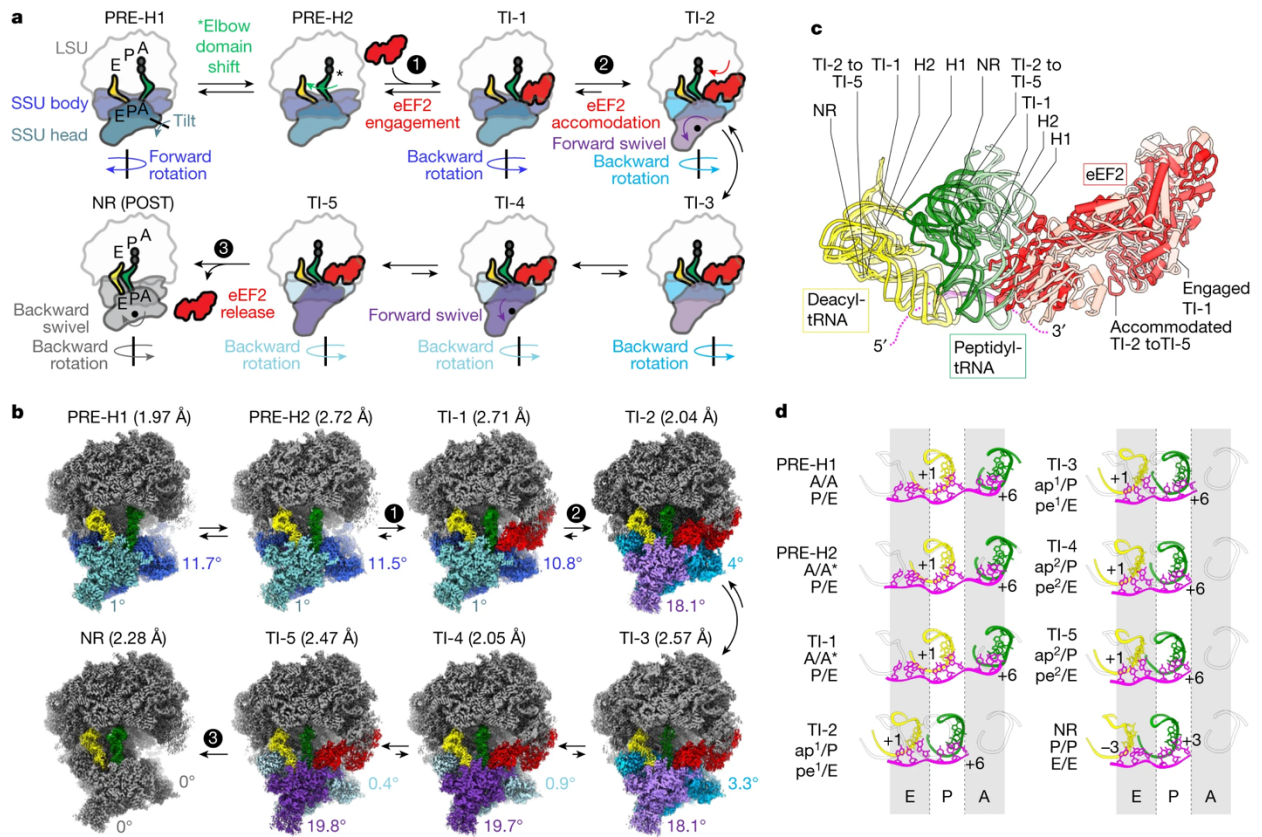 a
PRE-H1
*Elbow
domain
shift
PRE-H2
1
TI-1
2
TI-2
LSU
E P A
SSU body
E P A
SSU head
Tilt
*
eEF2
engagement
eEF2
accomodation
Forward swivel
Forward
rotation
Backward
rotation
Backward
rotation
NR (POST)
TI-5
TI-4
TI-3
E P A
3
E P A
eEF2
release
Backward
swivel
Forward swivel
Backward
rotation
Backward
rotation
Backward
rotation
Backward
rotation
b
PRE-H1 (1.97 Å)
PRE-H2 (2.72 Å)
TI-1 (2.71 Å)
TI-2 (2.04 Å)
1
2
11.7°
11.5°
10.8°
4°
1°
1°
1°
18.1°
NR (2.28 Å)
TI-5 (2.47 Å)
TI-4 (2.05 Å)
TI-3 (2.57 Å)
3
0°
0.4°
0.9°
3.3°
0°
19.8°
19.7°
18.1°
c
TI-2 to
TI-5
TI-1
H2
H1
NR
TI-2 to
TI-5
NR
TI-1
H2
H1
eEF2
Deacyl-
tRNA
5′
Peptidyl-
tRNA
3′
Engaged
TI-1
Accommodated
TI-2 toTI-5
d
PRE-H1
A/A
P/E
+1
+6
TI-3
ap¹/P
pe¹/E
+1
+6
PRE-H2
A/A*
P/E
+1
+6
TI-4
ap²/P
pe²/E
+1
+6
TI-1
A/A*
P/E
+1
+6
TI-5
ap²/P
pe²/E
+1
+6
TI-2
ap¹/P
pe¹/E
+1
+6
NR
P/P
E/E
−3
+3
E P A
E P A